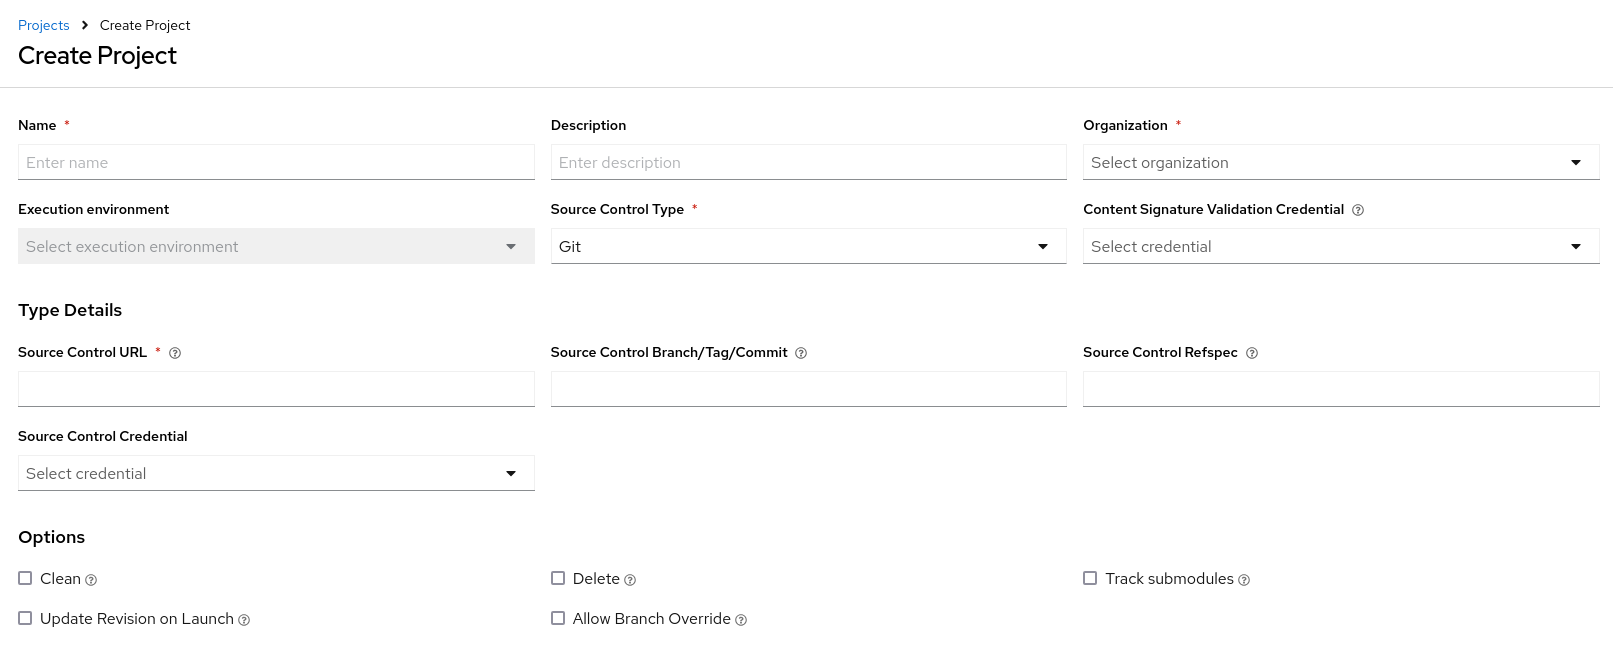 Projects > Create Project
Create Project
Name * Description Organization *
Enter name Enter description Select organization
Execution environment Source Control Type * Content Signature Validation Credential
Select execution environment Git Select credential
Type Details
Source Control URL * Source Control Branch/Tag/Commit Source Control Refspec
Source Control Credential
Select credential
Options
Clean Delete Track submodules
Update Revision on Launch Allow Branch Override